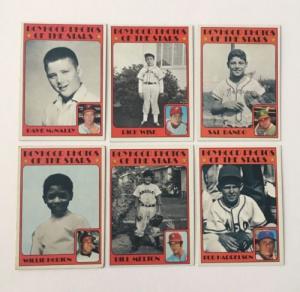 BOYHOOD PHOTOS
OF THE STARS
DAVE McNALLY
BOYHOOD PHOTOS
OF THE STARS
RICK WISE
BOYHOOD PHOTOS
OF THE STARS
SAL BANDO
BOYHOOD PHOTOS
OF THE STARS
WILLIE HORTON
BOYHOOD PHOTOS
OF THE STARS
BILL MELTON
BOYHOOD PHOTOS
OF THE STARS
BUD HARRELSON